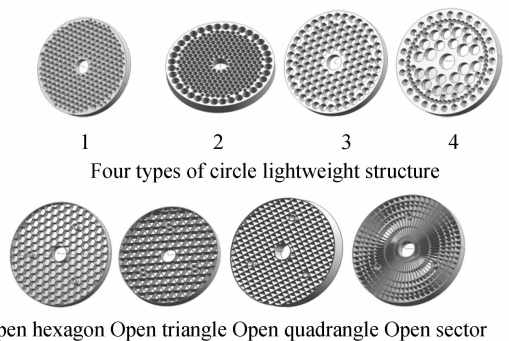 1 2 3 4
Four types of circle lightweight structure
pen hexagon Open triangle Open quadrangle Open sector